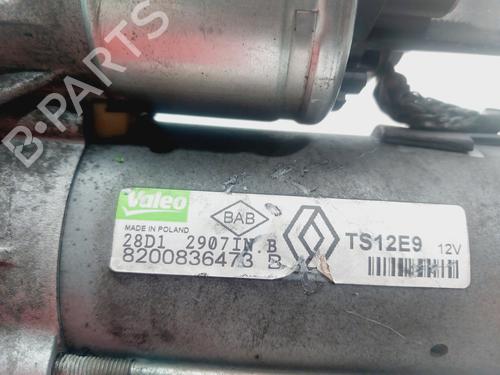 B-PARTS
Valeo
MADE IN POLAND
BAB
TS12E9 12V
28D1 2907IN B
8200836473 B